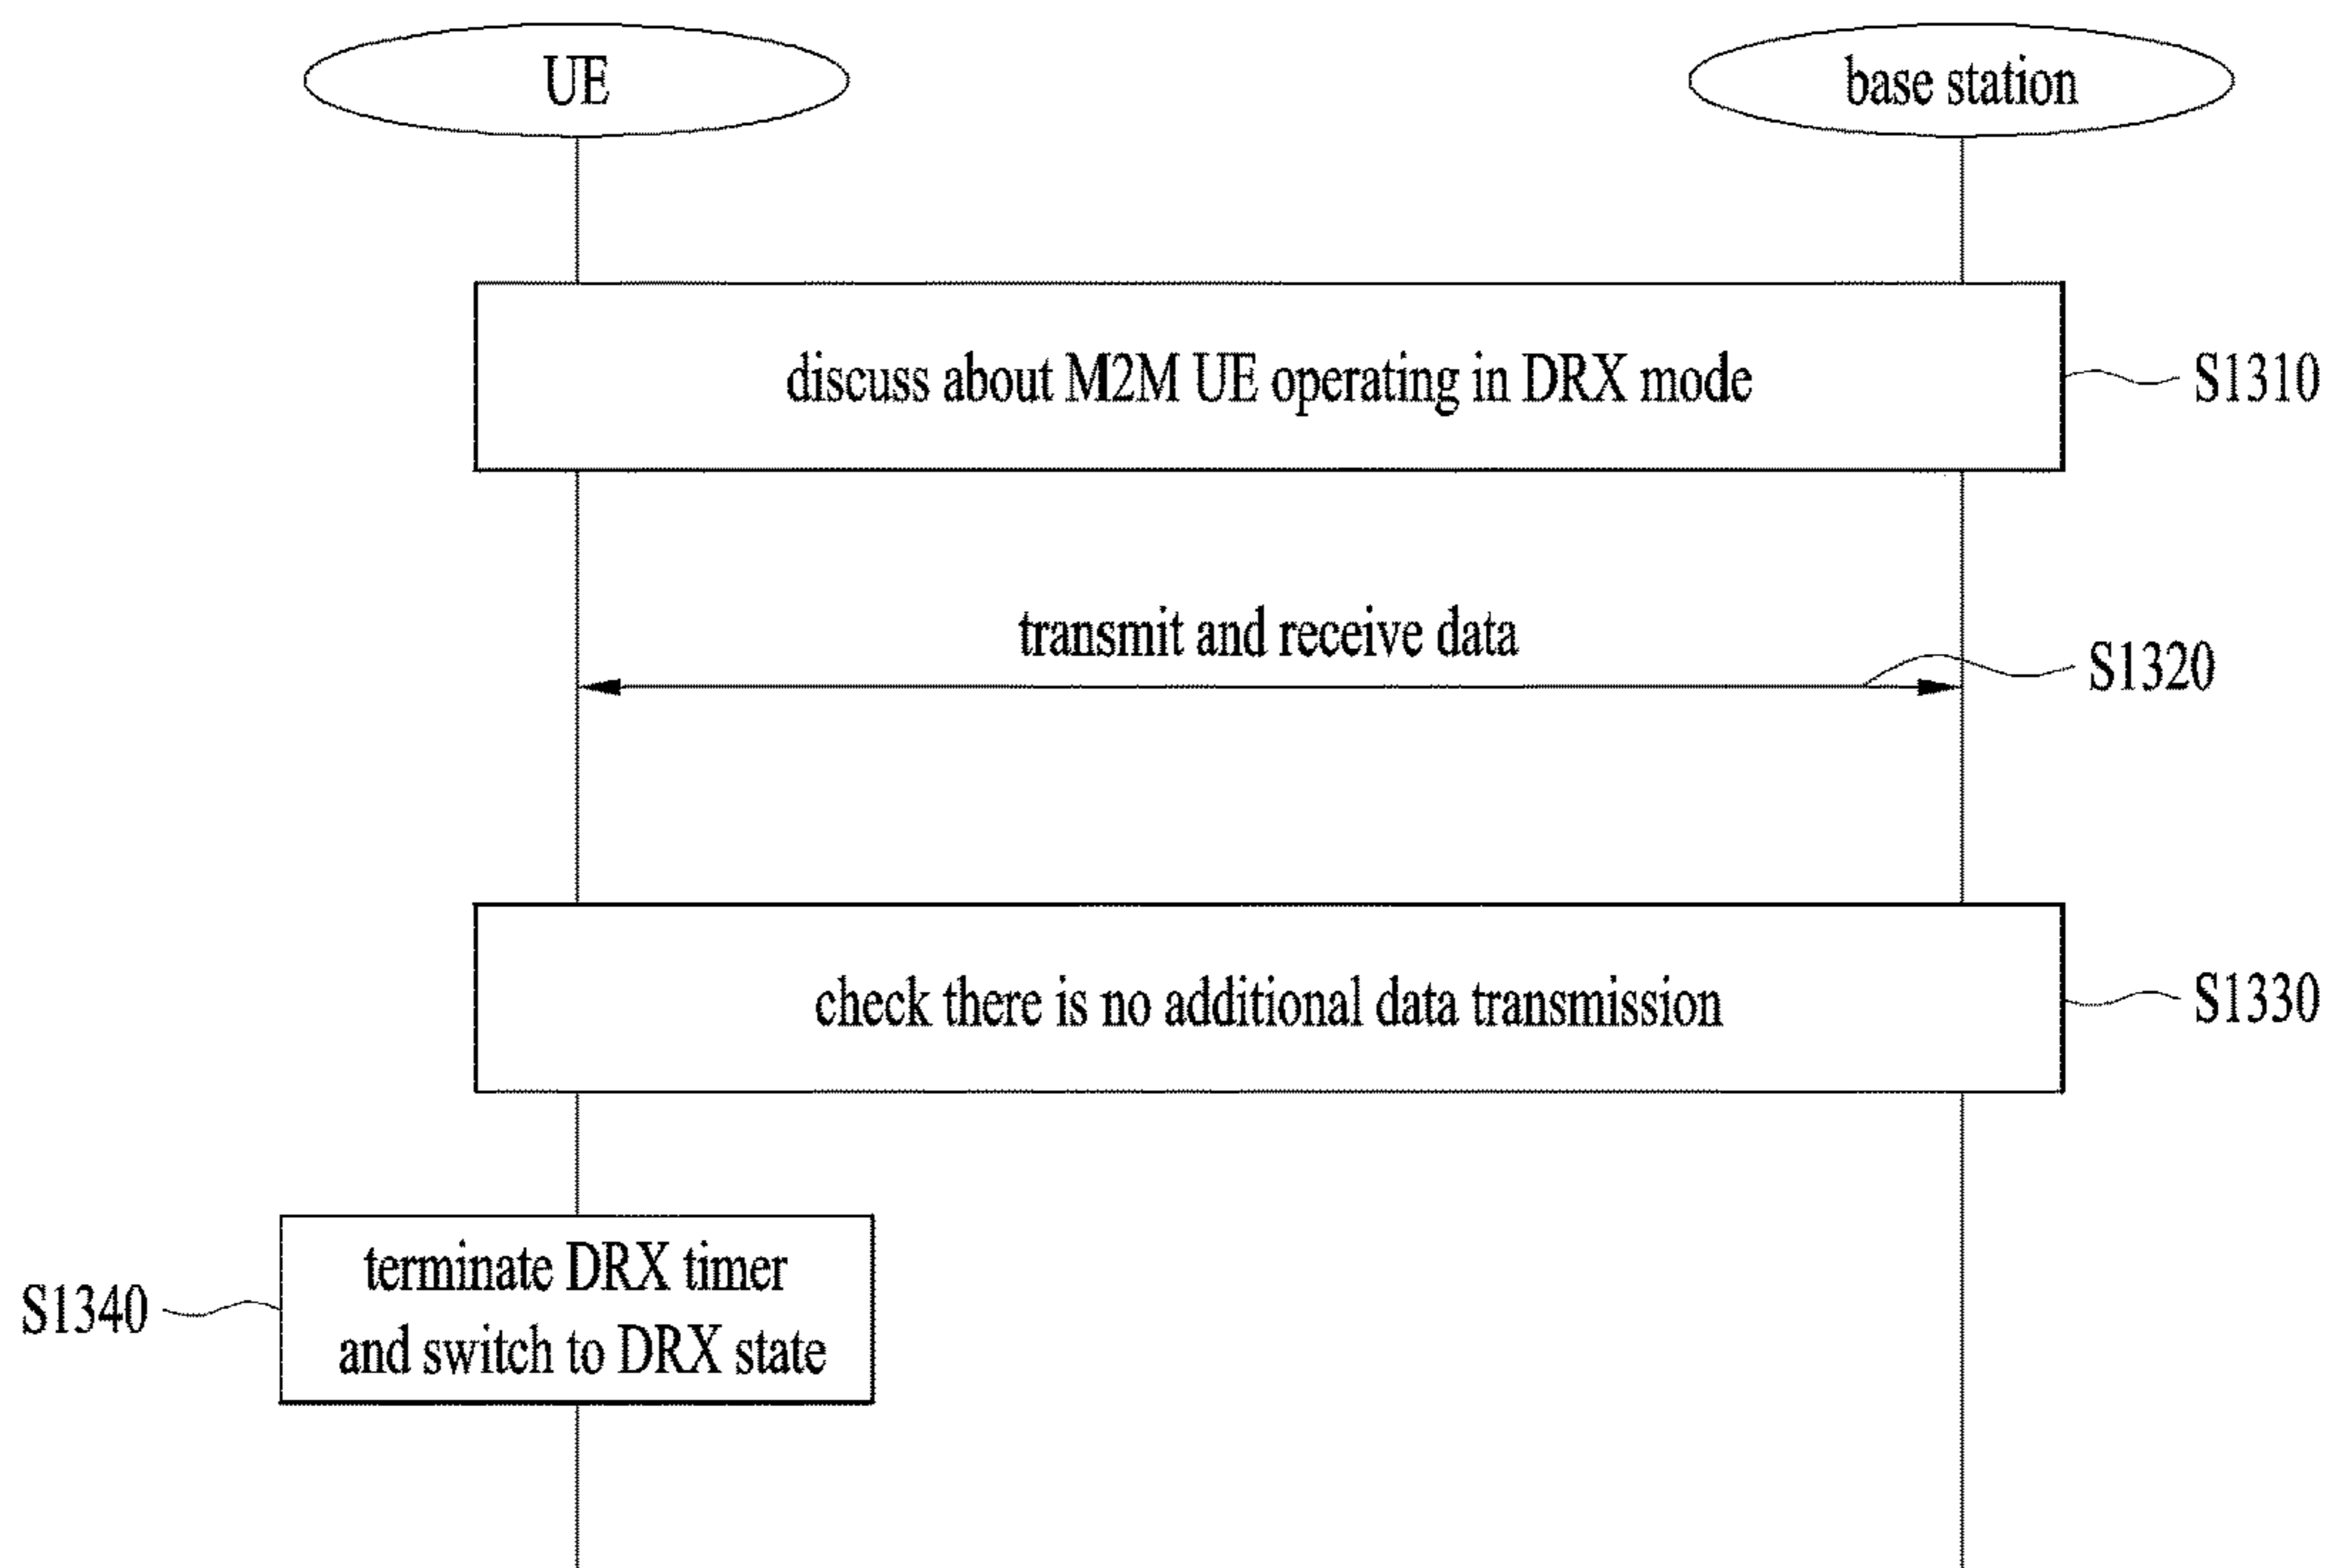 UE
base station
discuss about M2M UE operating in DRX mode
S1310
transmit and receive data
S1320
check there is no additional data transmission
S1330
terminate DRX timer
and switch to DRX state
S1340